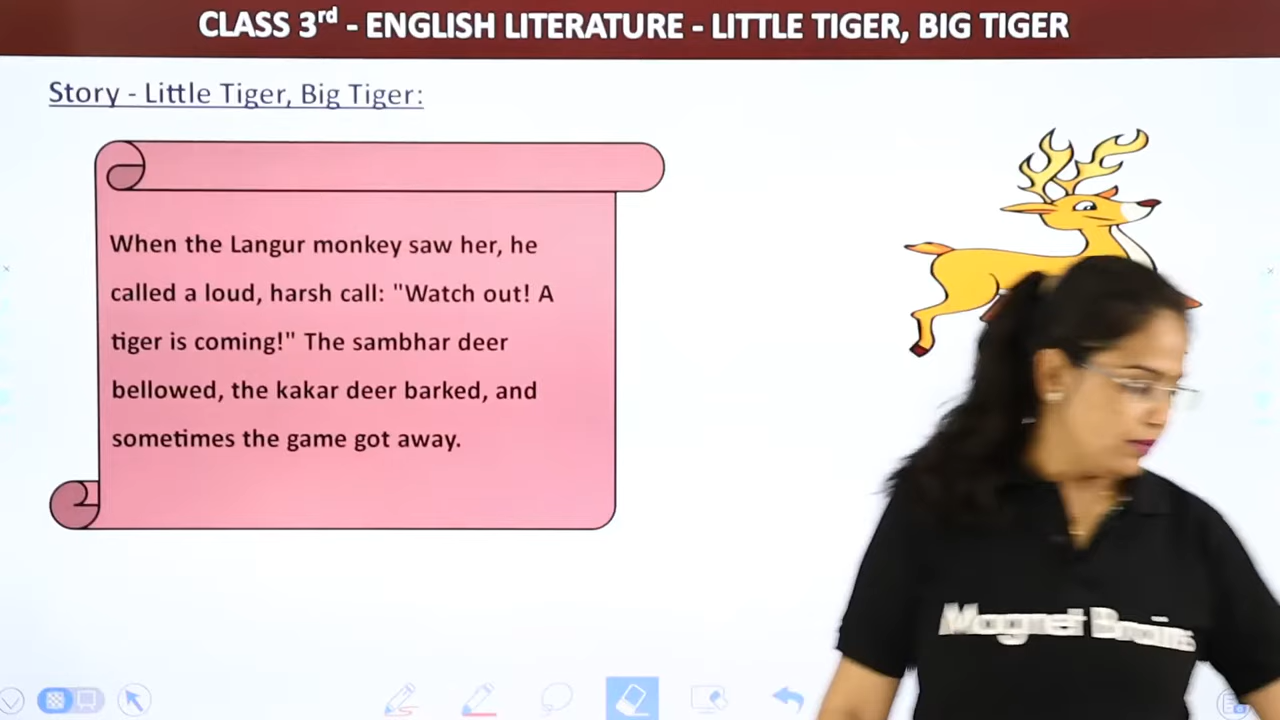 CLASS 3rd - ENGLISH LITERATURE - LITTLE TIGER, BIG TIGER
Story - Little Tiger, Big Tiger:
When the Langur monkey saw her, he
called a loud, harsh call: "Watch out! A
tiger is coming!" The sambhar deer
bellowed, the kakar deer barked, and
sometimes the game got away.
Magnet Brains